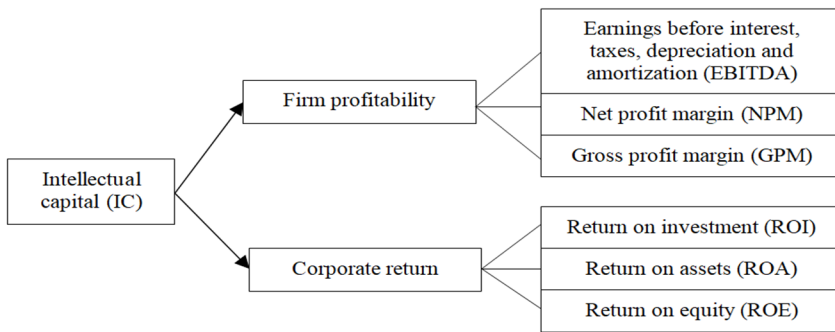 Earnings before interest,
taxes, depreciation and
amortization (EBITDA)
Firm profitability
Net profit margin (NPM)
Gross profit margin (GPM)
Intellectual
capital (IC)
Return on investment (ROI)
Corporate return
Return on assets (ROA)
Return on equity (ROE)